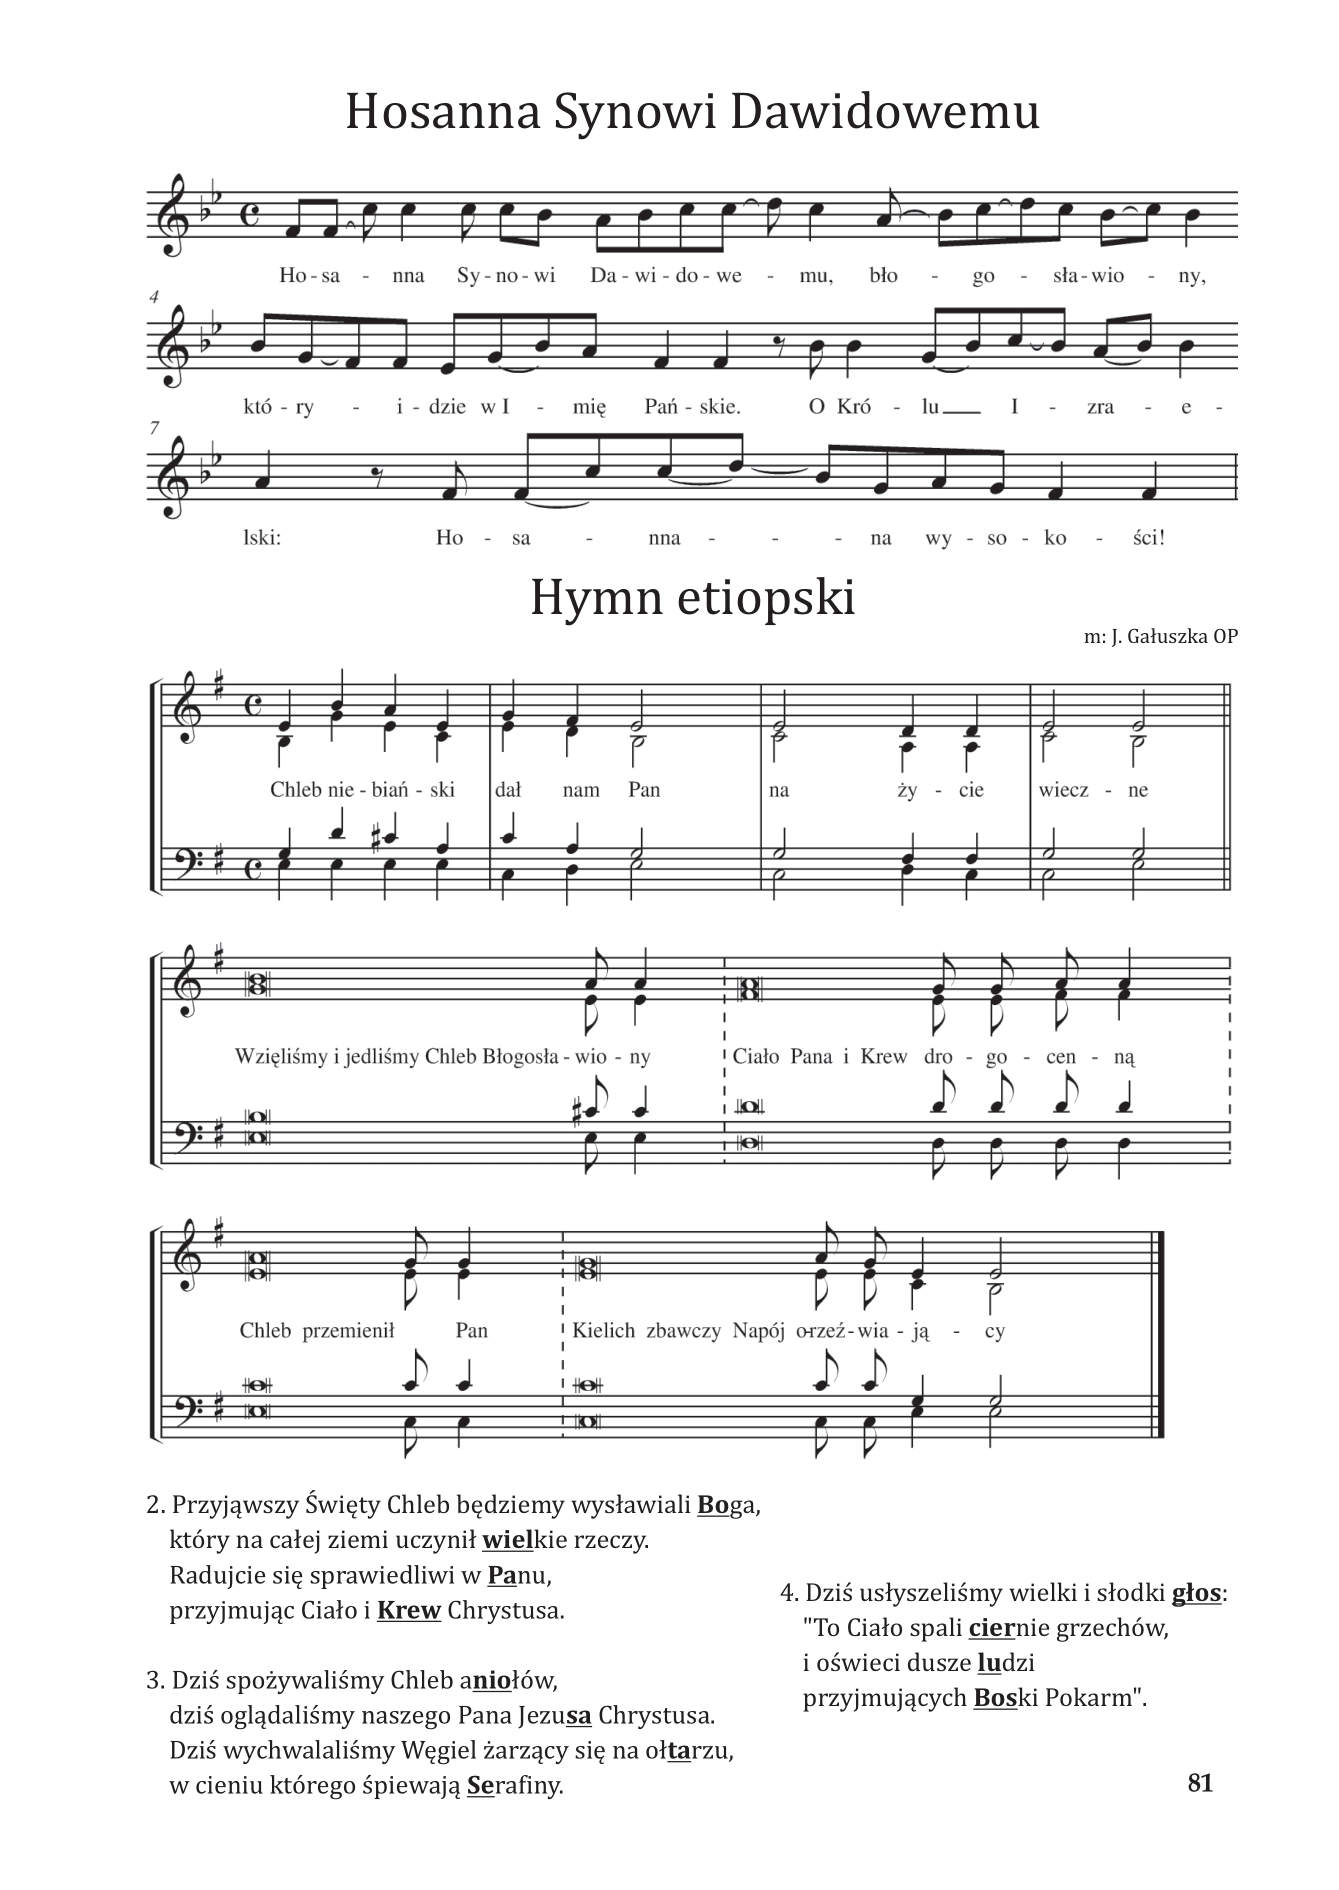 Hosanna Synowi Dawidowemu
Ho - sa - nna Sy - no - wi Da - wi - do - we - mu, bło - go - sła - wio - ny,
4
któ - ry - i - dzie w I - mię Pań - skie. O Kró - lu I - zra - e -
7
lski: Ho - sa - nna - - - na wy - so - ko - ści!
Hymn etiopski
m: J. Gałuszka OP
Chleb nie - biań - ski dał nam Pan na ży - cie wiecz - ne
Wzięliśmy i jedliśmy Chleb Błogosła - wio - ny Ciało Pana i Krew dro - go - cen - ną
Chleb przemienił Pan Kielich zbawczy Napój o-rzeź - wia - ją - cy
2. Przyjąwszy Święty Chleb będziemy wysławiali Boga,
który na całej ziemi uczynił wielkie rzeczy.
Radujcie się sprawiedliwi w Panu,
przyjmując Ciało i Krew Chrystusa.
3. Dziś spożywaliśmy Chleb aniołów,
dziś oglądaliśmy naszego Pana Jezusa Chrystusa.
Dziś wychwalaliśmy Węgiel żarzący się na ołtarzu,
w cieniu którego śpiewają Serafiny.
4. Dziś usłyszeliśmy wielki i słodki głos:
"To Ciało spali ciernie grzechów,
i oświeci dusze ludzi
przyjmujących Boski Pokarm".
81